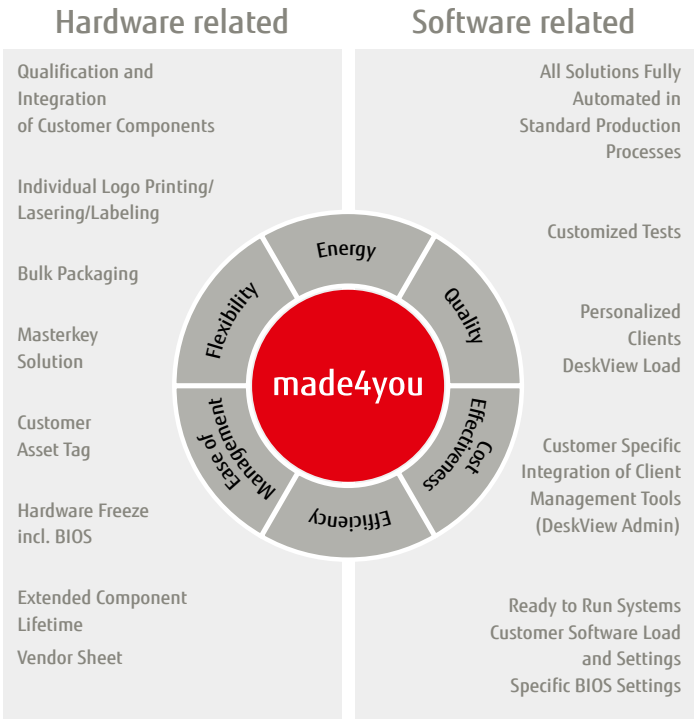 Hardware related
Qualification and
Integration
of Customer Components
Individual Logo Printing/
Lasering/Labeling
Bulk Packaging
Masterkey
Solution
Customer
Asset Tag
Hardware Freeze
incl. BIOS
Extended Component
Lifetime
Vendor Sheet
Energy
Quality
Cost
Effectiveness
Efficiency
Ease of
Management
Flexibility
made4you
Software related
All Solutions Fully
Automated in
Standard Production
Processes
Customized Tests
Personalized
Clients
DeskView Load
Customer Specific
Integration of Client
Management Tools
(DeskView Admin)
Ready to Run Systems
Customer Software Load
and Settings
Specific BIOS Settings